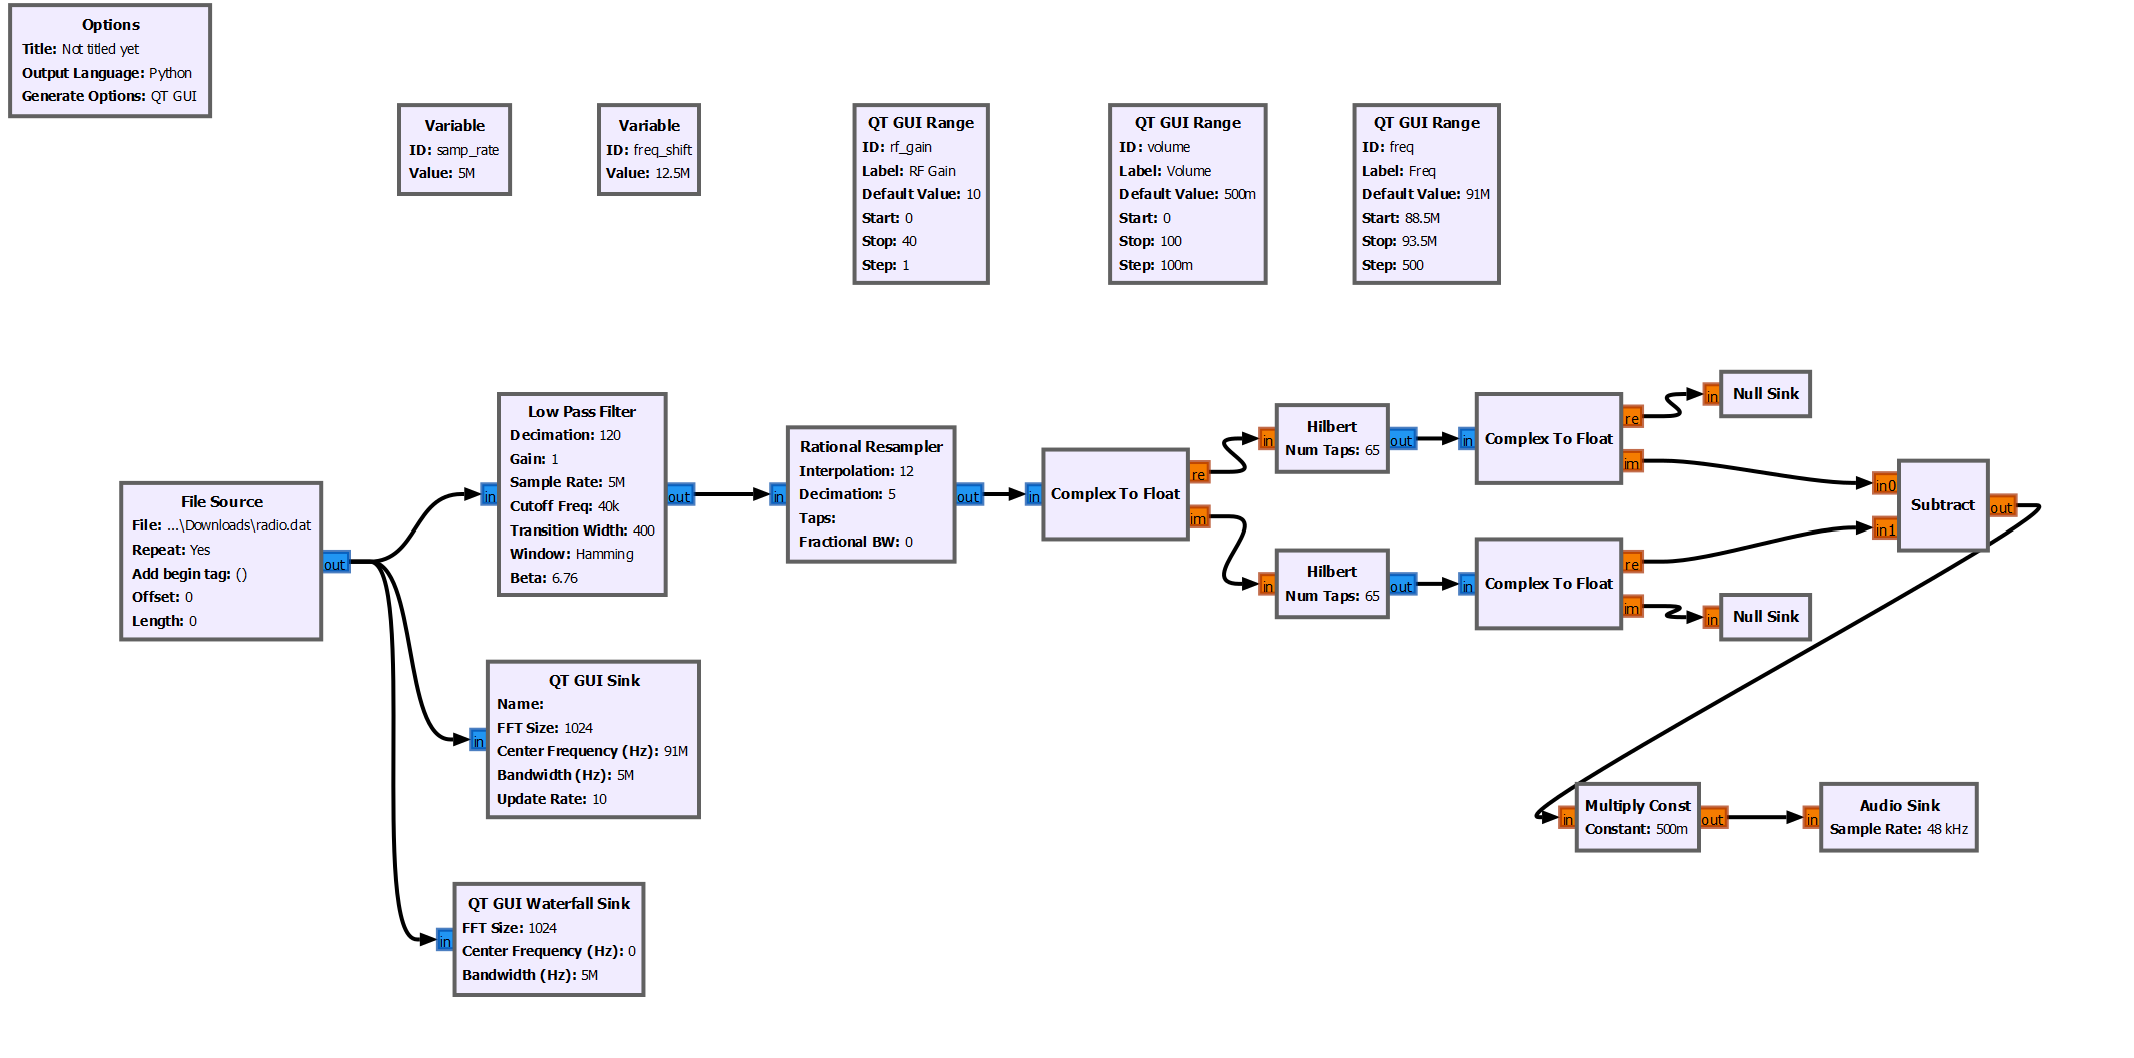 Options
Title: Not titled yet
Output Language: Python
Generate Options: QT GUI
Variable
ID: samp_rate
Value: 5M
Variable
ID: freq_shift
Value: 12.5M
QT GUI Range
ID: rf_gain
Label: RF Gain
Default Value: 10
Start: 0
Stop: 40
Step: 1
QT GUI Range
ID: volume
Label: Volume
Default Value: 500m
Start: 0
Stop: 100
Step: 100m
QT GUI Range
ID: freq
Label: Freq
Default Value: 91M
Start: 88.5M
Stop: 93.5M
Step: 500
File Source
File: ...\Downloads\radio.dat
Repeat: Yes
Add begin tag: ()
Offset: 0
Length: 0
out
in
Low Pass Filter
Decimation: 120
Gain: 1
Sample Rate: 5M
Cutoff Freq: 40k
Transition Width: 400
Window: Hamming
Beta: 6.76
out
in
Rational Resampler
Interpolation: 12
Decimation: 5
Taps:
Fractional BW: 0
out
in
Complex To Float
re
im
in
Hilbert
Num Taps: 65
out
in
Complex To Float
re
im
in
Null Sink
in
Hilbert
Num Taps: 65
out
in
Complex To Float
re
im
in
Null Sink
in0
in1
Subtract
out
in
QT GUI Sink
Name:
FFT Size: 1024
Center Frequency (Hz): 91M
Bandwidth (Hz): 5M
Update Rate: 10
in
Multiply Const
Constant: 500m
out
in
Audio Sink
Sample Rate: 48 kHz
in
QT GUI Waterfall Sink
FFT Size: 1024
Center Frequency (Hz): 0
Bandwidth (Hz): 5M